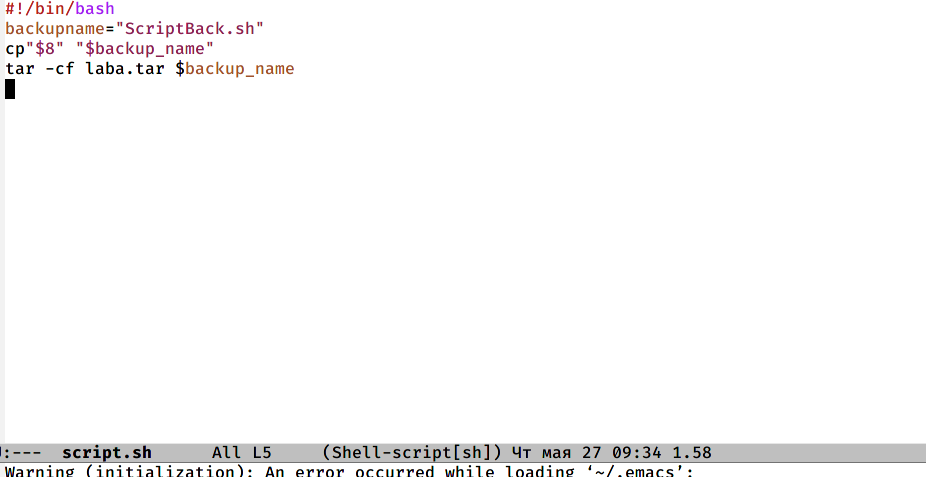 #!/bin/bash
backupname="ScriptBack.sh"
cp"$8" "$backup_name"
tar -cf laba.tar $backup_name
:--- script.sh All L5 (Shell-script[sh]) Чт мая 27 09:34 1.58
Warning (initialization): An error occurred while loading ‘~/.emacs’: